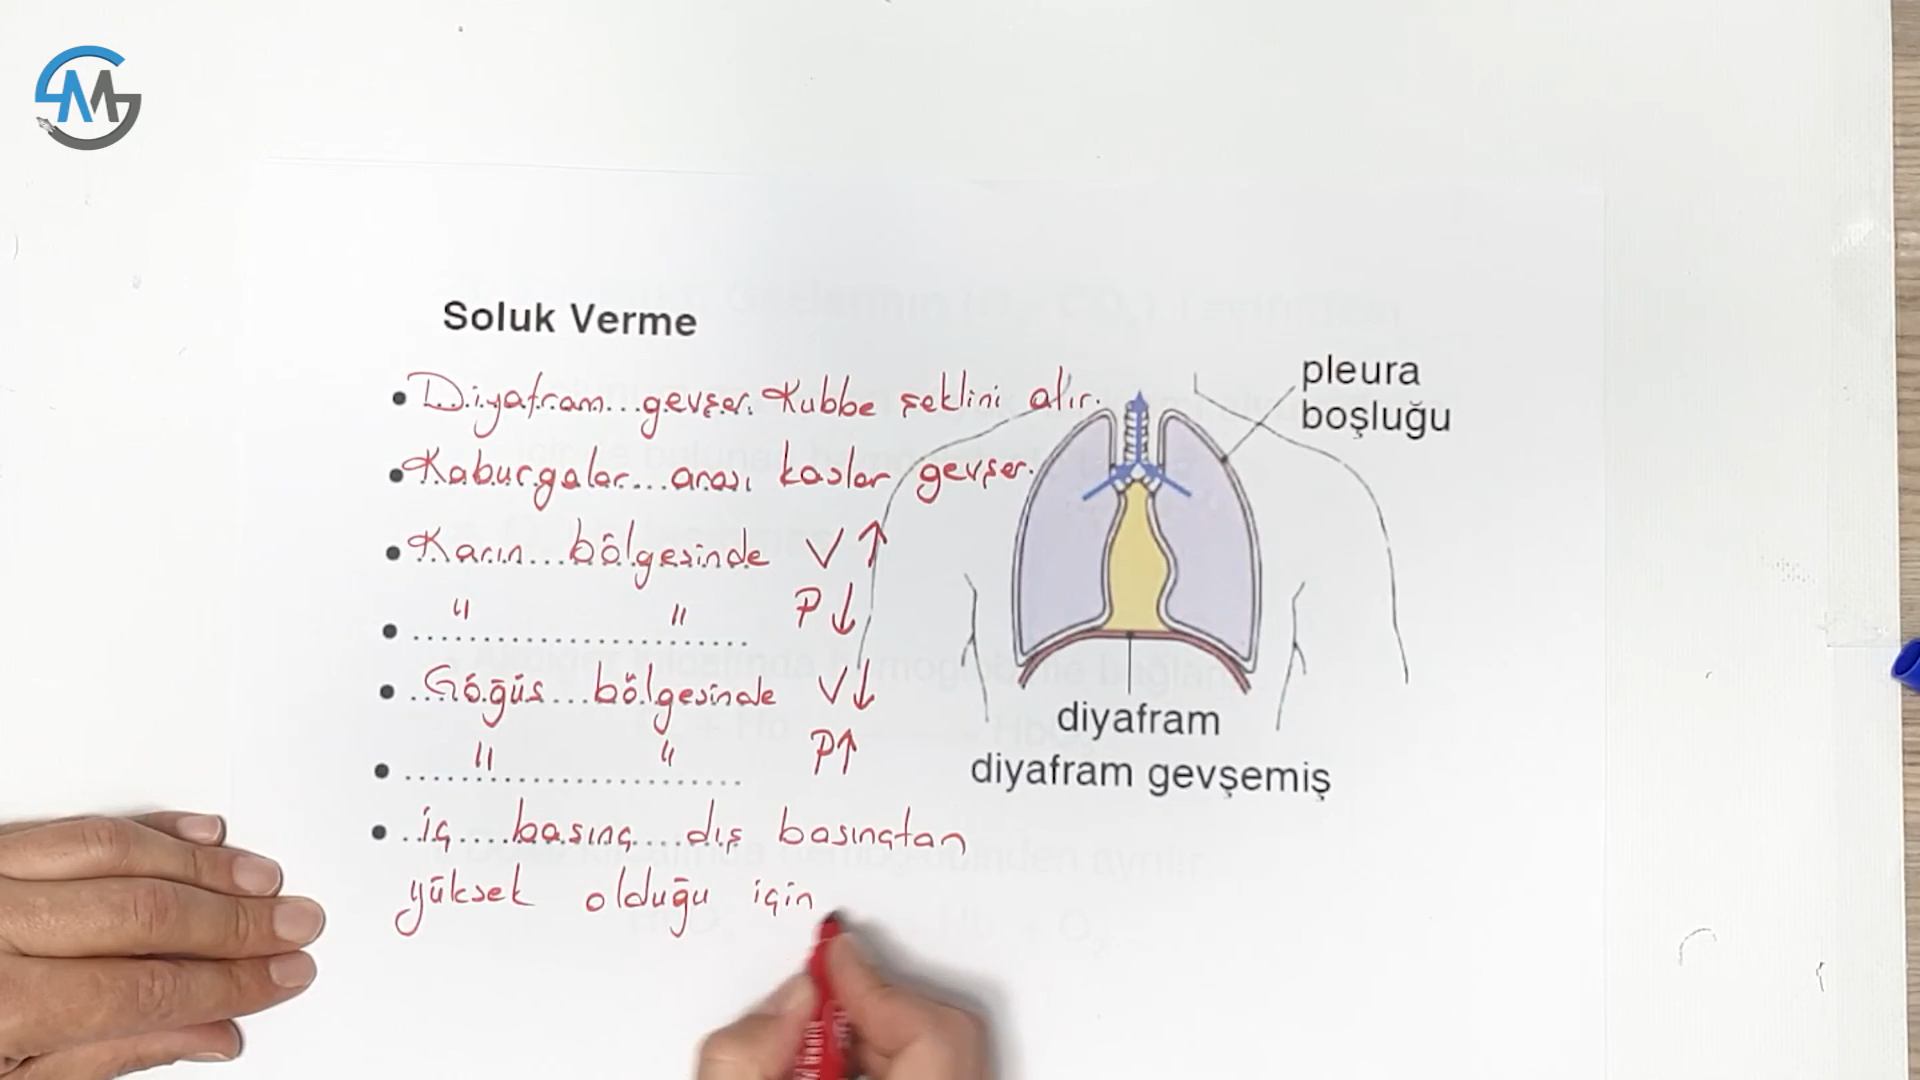 Soluk Verme
• Diyafram...gevşer. Kubbe şeklini alır.
• Kaburgalar...arası kaslar gevşer.
• Karın...bölgesinde V ↑
• " " P ↓
• Göğüs...bölgesinde V ↓
• " " P ↑
• İç....basınç....dış basınçtan
yüksek olduğu için
pleura
boşluğu
diyafram
diyafram gevşemiş